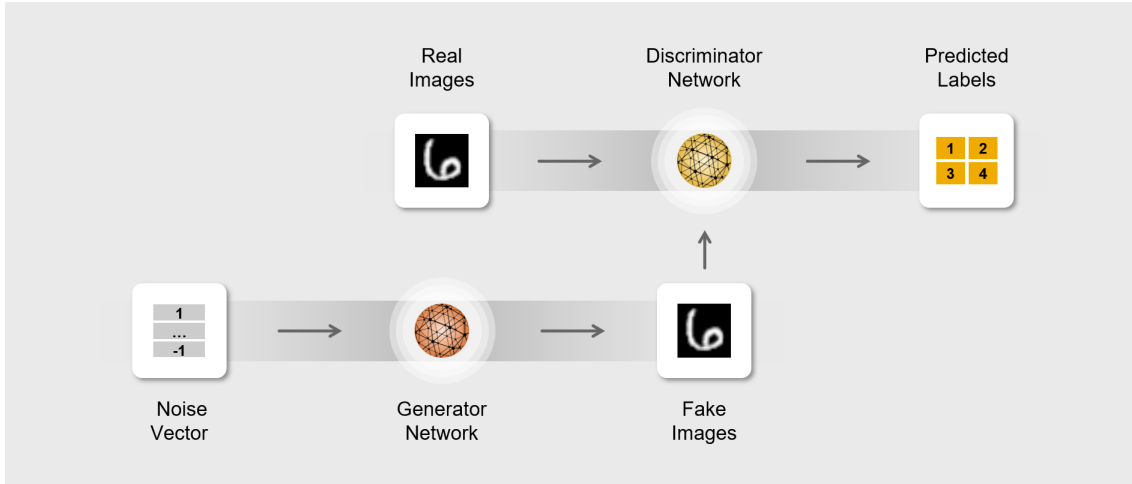 Real
Images
Discriminator
Network
Predicted
Labels
1 2
3 4
1
...
-1
Noise
Vector
Generator
Network
Fake
Images